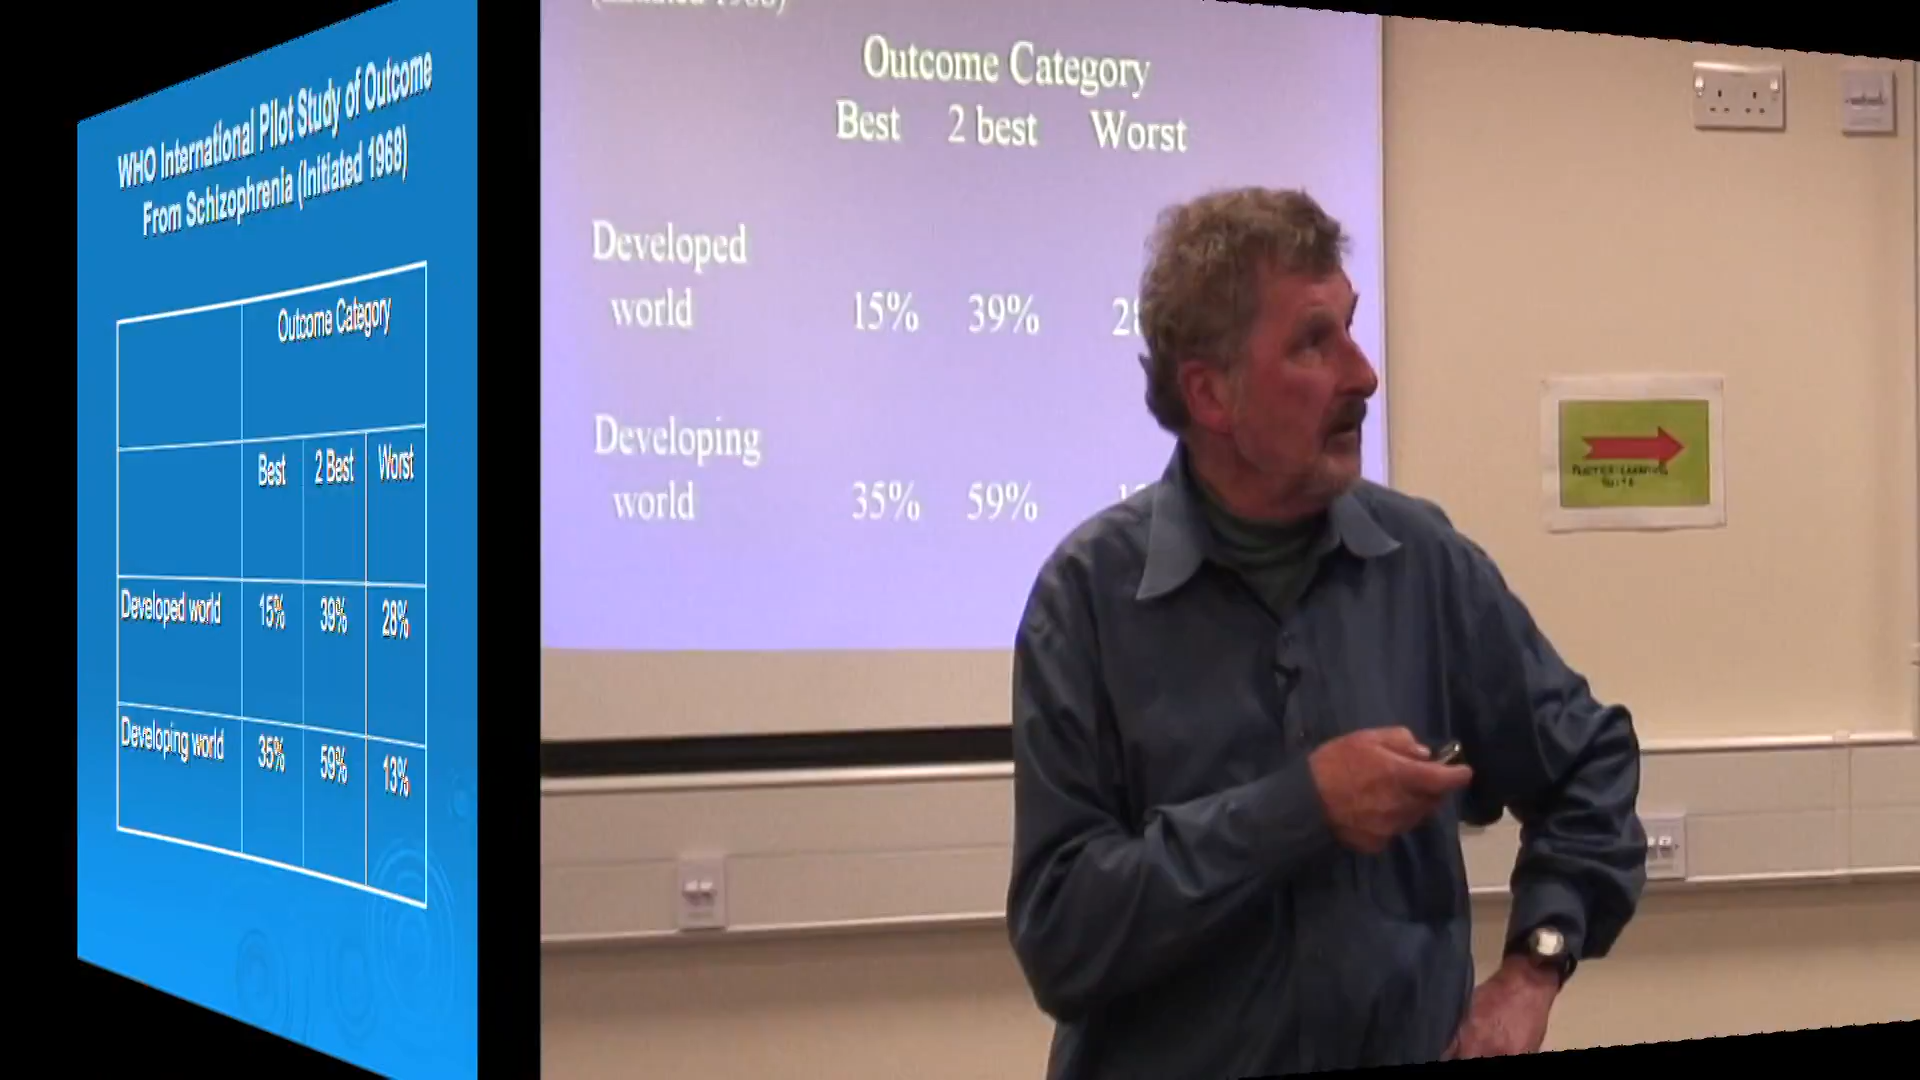 WHO International Pilot Study of Outcome
From Schizophrenia (Initiated 1968)
Outcome Category
Best 2 Best Worst
Developed world 15% 39% 28%
Developing world 35% 59% 13%
Outcome Category
Best 2 best Worst
Developed
world 15% 39%
Developing
world 35% 59%
SUITE